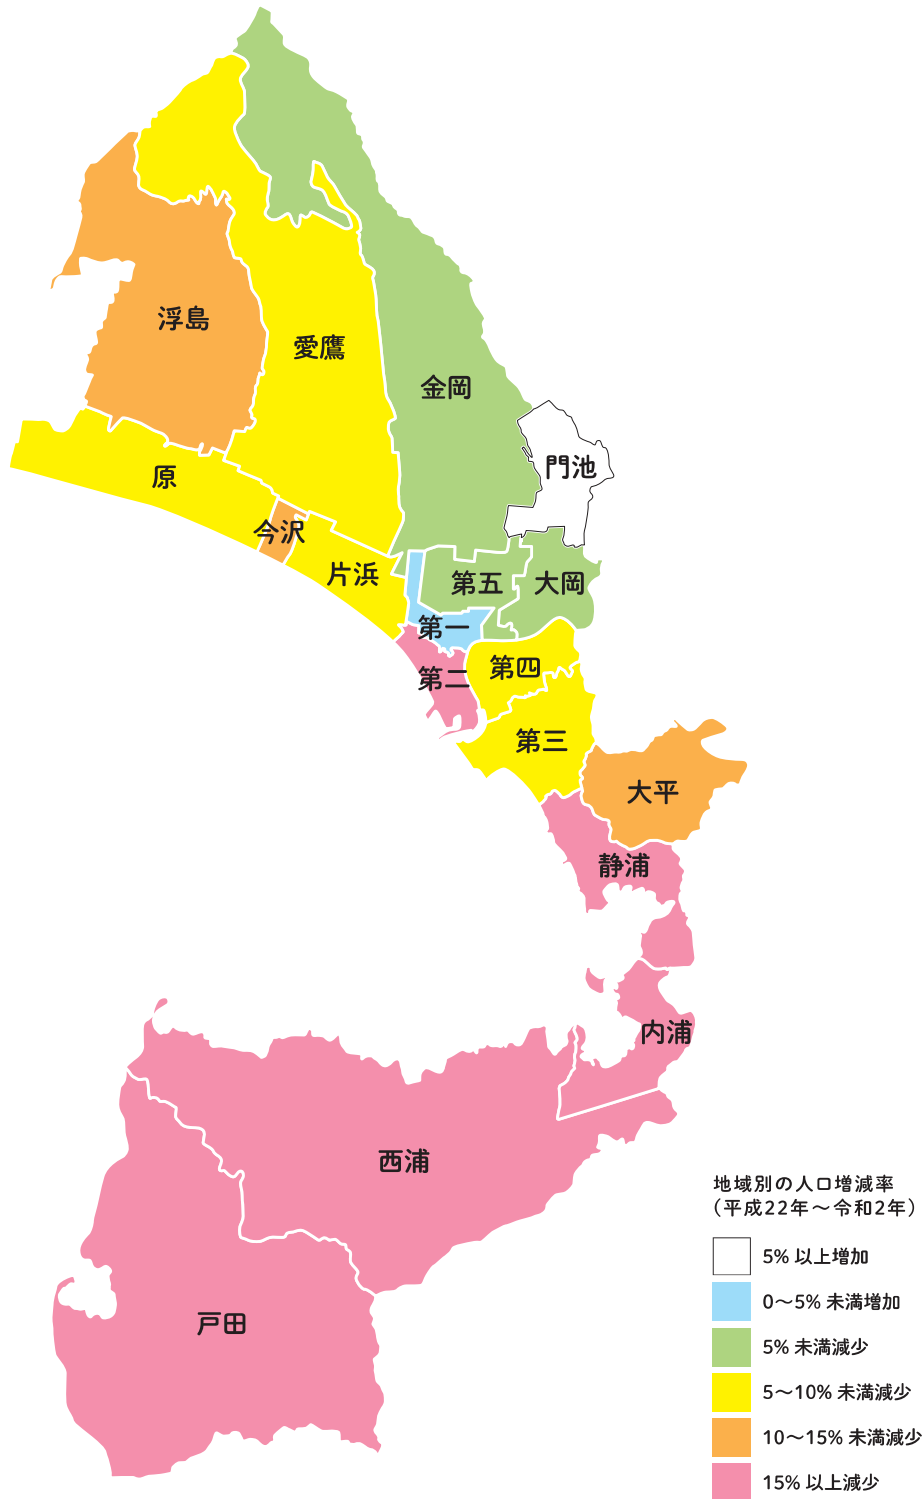 浮島
愛鷹
金岡
門池
原
今沢
片浜
第五
大岡
第一
第二
第四
第三
大平
静浦
内浦
西浦
戸田
地域別の人口増減率
（平成22年～令和2年）
5% 以上増加
0～5% 未満増加
5% 未満減少
5～10% 未満減少
10～15% 未満減少
15% 以上減少